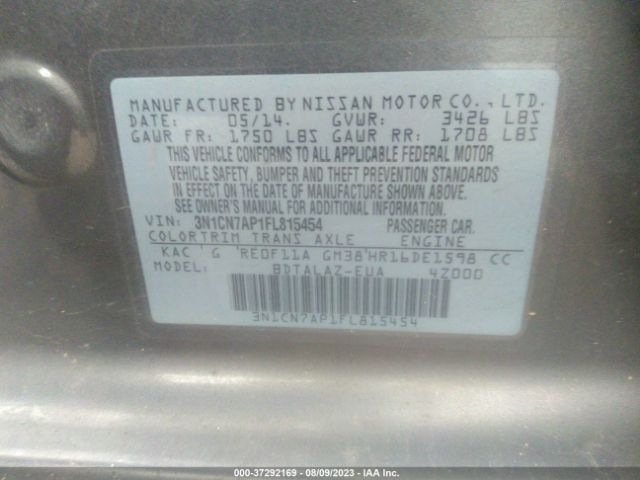 MANUFACTURED BY NISSAN MOTOR CO., LTD.
DATE: 05/14. GVWR: 3426 LBS
GAWR FR: 1750 LBS GAWR RR: 1708 LBS
THIS VEHICLE CONFORMS TO ALL APPLICABLE FEDERAL MOTOR
VEHICLE SAFETY, BUMPER AND THEFT PREVENTION STANDARDS
IN EFFECT ON THE DATE OF MANUFACTURE SHOWN ABOVE.
SEE OWNER'S MANUAL FOR ADDITIONAL INFORMATION
VIN: 3N1CN7AP1FL815454 PASSENGER CAR.
COLOR TRIM TRANS AXLE ENGINE
KAC G RE0F11A GM38 HR16DE1598 CC
MODEL: BDTALAZ-EUA 4Z000
3N1CN7AP1FL815454
000-37292169 - 08/09/2023 - IAA Inc.